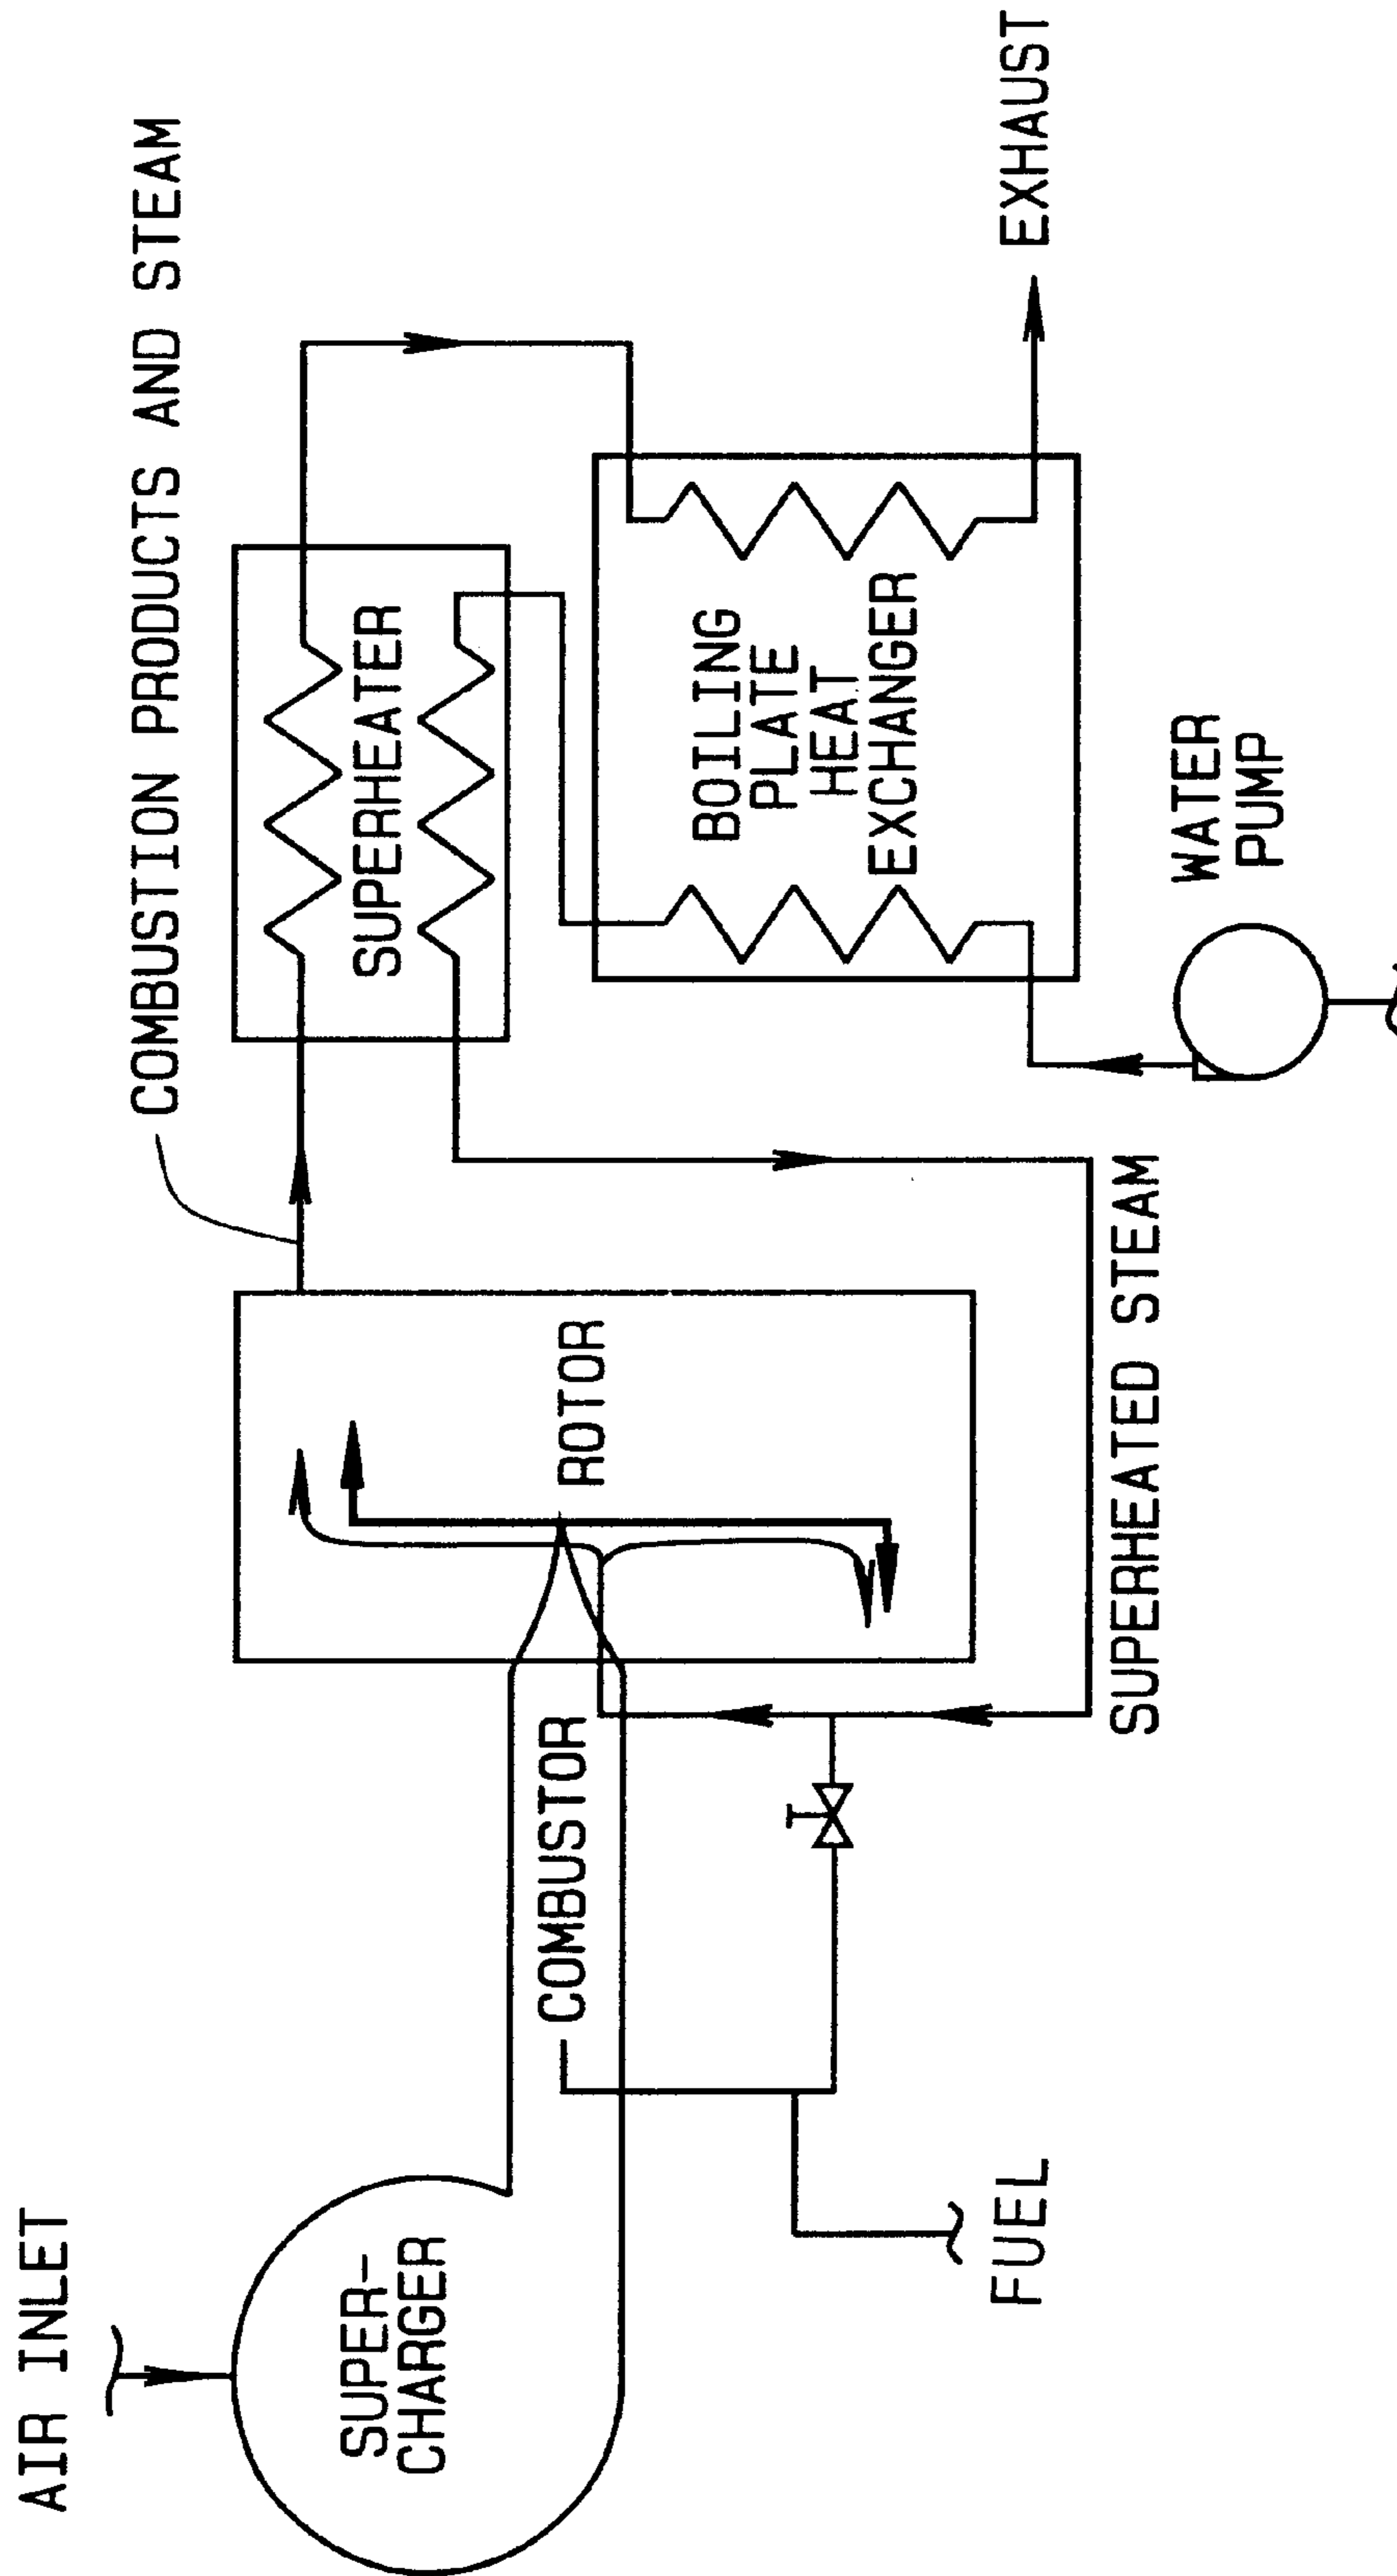 AIR INLET
SUPER-
CHARGER
FUEL
COMBUSTOR
ROTOR
SUPERHEATED STEAM
COMBUSTION PRODUCTS AND STEAM
SUPERHEATER
BOILING
PLATE
HEAT
EXCHANGER
WATER
PUMP
EXHAUST